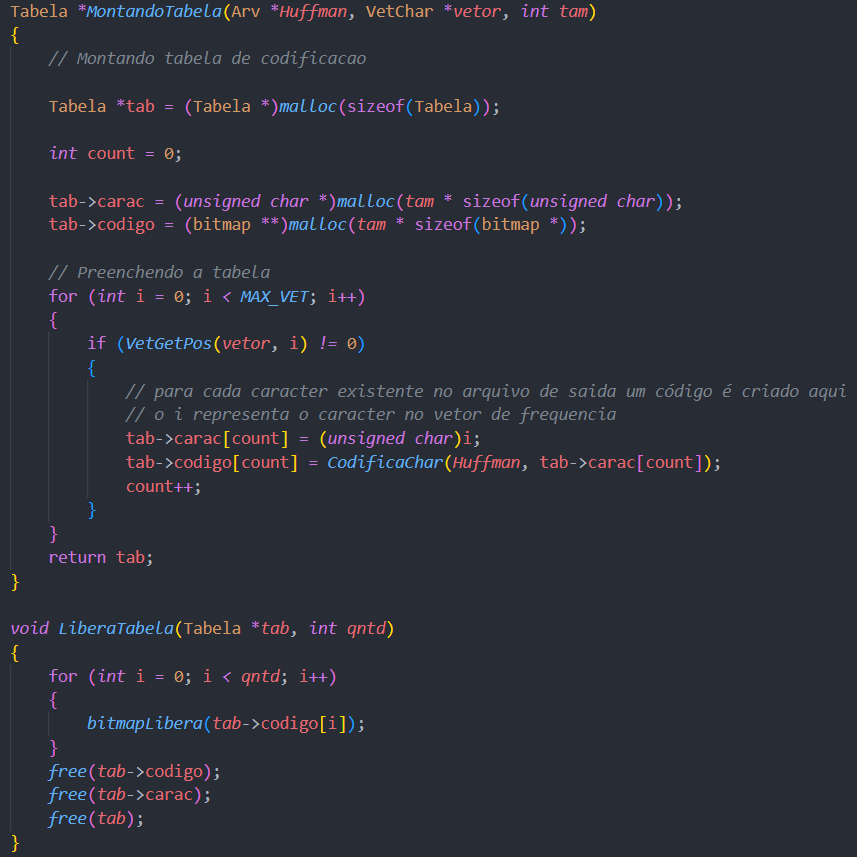 Tabela *MontandoTabela(Arv *Huffman, VetChar *vetor, int tam)
{
    // Montando tabela de codificacao

    Tabela *tab = (Tabela *)malloc(sizeof(Tabela));

    int count = 0;

    tab->carac = (unsigned char *)malloc(tam * sizeof(unsigned char));
    tab->codigo = (bitmap **)malloc(tam * sizeof(bitmap *));

    // Preenchendo a tabela
    for (int i = 0; i < MAX_VET; i++)
    {
        if (VetGetPos(vetor, i) != 0)
        {
            // para cada caracter existente no arquivo de saida um código é criado aqui
            // o i representa o caracter no vetor de frequencia
            tab->carac[count] = (unsigned char)i;
            tab->codigo[count] = CodificaChar(Huffman, tab->carac[count]);
            count++;
        }
    }
    return tab;
}

void LiberaTabela(Tabela *tab, int qntd)
{
    for (int i = 0; i < qntd; i++)
    {
        bitmapLibera(tab->codigo[i]);
    }
    free(tab->codigo);
    free(tab->carac);
    free(tab);
}